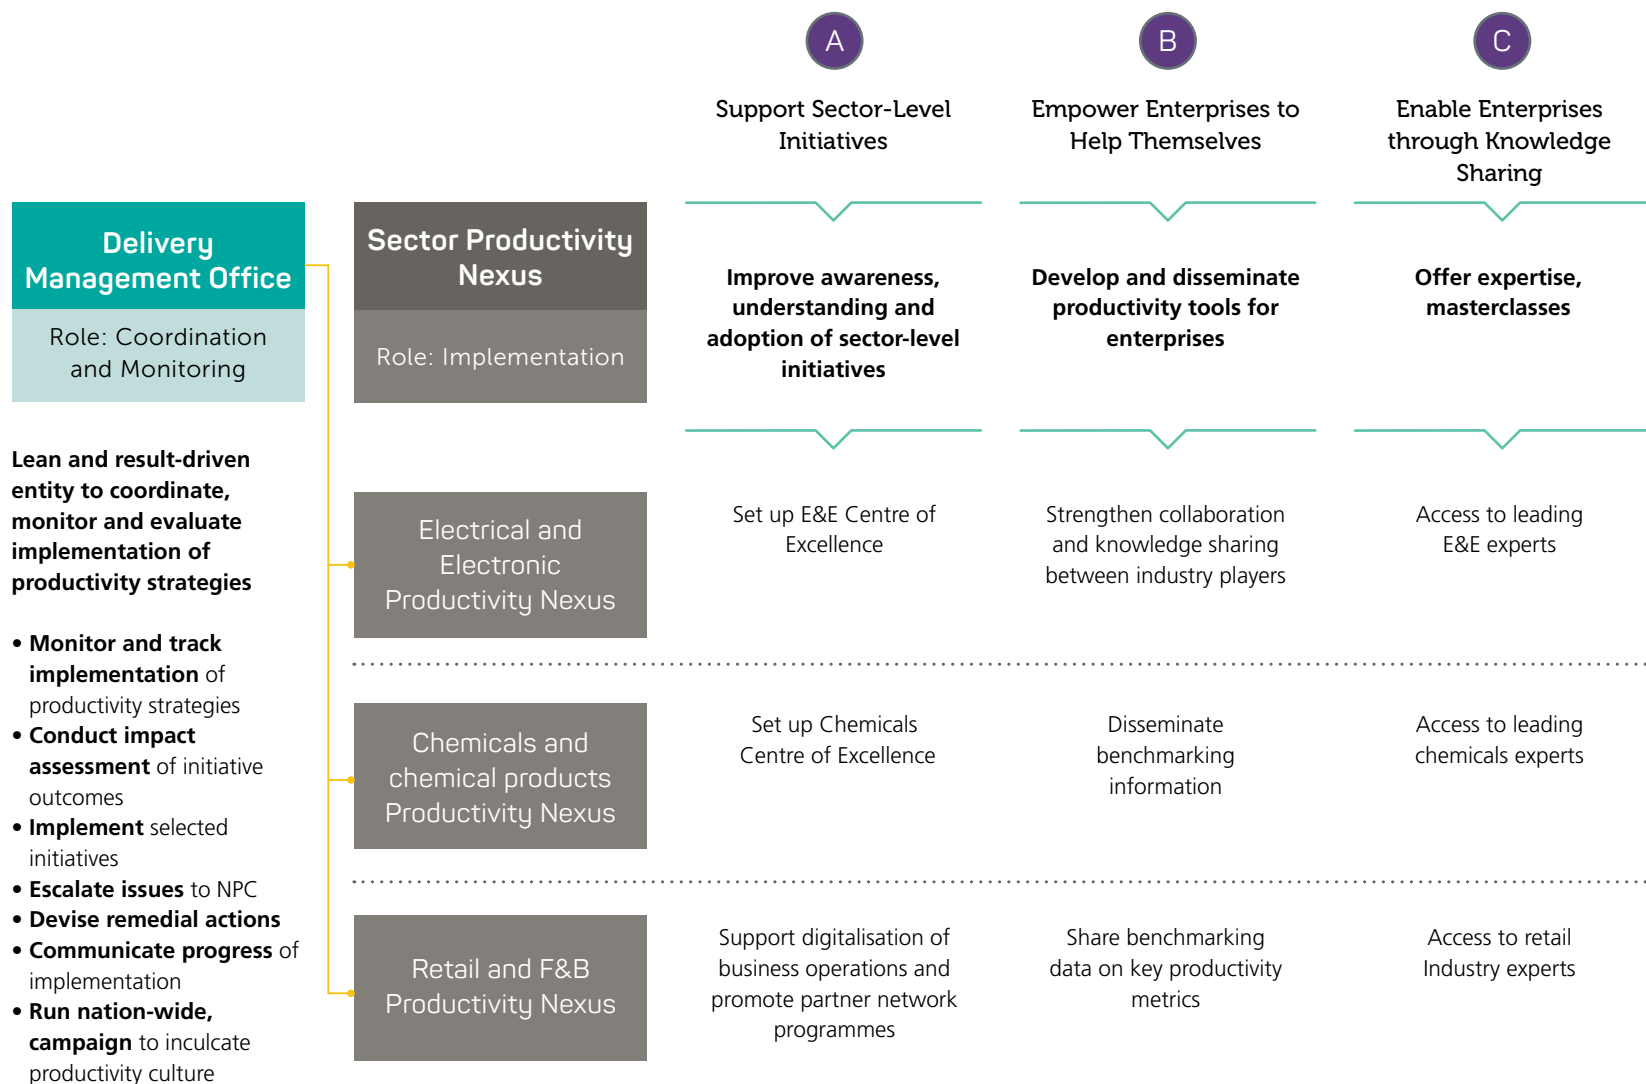 A
B
C
Support Sector-Level
Initiatives
Empower Enterprises to
Help Themselves
Enable Enterprises
through Knowledge
Sharing
Delivery
Management Office
Role: Coordination
and Monitoring
Lean and result-driven
entity to coordinate,
monitor and evaluate
implementation of
productivity strategies
• Monitor and track
implementation of
productivity strategies
• Conduct impact
assessment of initiative
outcomes
• Implement selected
initiatives
• Escalate issues to NPC
• Devise remedial actions
• Communicate progress of
implementation
• Run nation-wide,
campaign to inculcate
productivity culture
Sector Productivity
Nexus
Role: Implementation
Improve awareness,
understanding and
adoption of sector-level
initiatives
Develop and disseminate
productivity tools for
enterprises
Offer expertise,
masterclasses
Electrical and
Electronic
Productivity Nexus
Set up E&E Centre of
Excellence
Strengthen collaboration
and knowledge sharing
between industry players
Access to leading
E&E experts
Chemicals and
chemical products
Productivity Nexus
Set up Chemicals
Centre of Excellence
Disseminate
benchmarking
information
Access to leading
chemicals experts
Retail and F&B
Productivity Nexus
Support digitalisation of
business operations and
promote partner network
programmes
Share benchmarking
data on key productivity
metrics
Access to retail
Industry experts